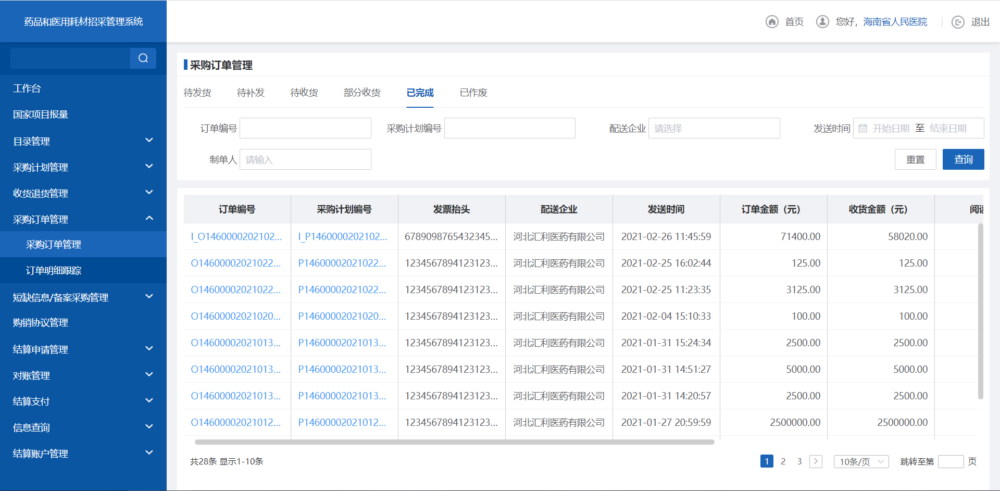 药品和医用耗材招采管理系统
首页 您好，海南省人民医院 退出
工作台
国家项目报量
目录管理
采购计划管理
收货退货管理
采购订单管理
采购订单管理
订单明细跟踪
短缺信息/备案采购管理
购销协议管理
结算申请管理
对账管理
结算支付
信息查询
结算账户管理
采购订单管理
待发货 待补发 待收货 部分收货 已完成 已作废
订单编号 采购计划编号 配送企业 请选择 发送时间 开始日期 至 结束日期
制单人 请输入 重置 查询
订单编号 采购计划编号 发票抬头 配送企业 发送时间 订单金额（元） 收货金额（元） 阅读
I_O1460000202102... I_P1460000202102... 6789098765432345... 河北汇利医药有限公司 2021-02-26 11:45:59 71400.00 58020.00
O14600002021022... P14600002021022... 1234567894123123... 河北汇利医药有限公司 2021-02-25 16:02:44 125.00 125.00
O14600002021022... P14600002021022... 1234567894123123... 河北汇利医药有限公司 2021-02-25 11:23:35 3125.00 3125.00
O14600002021020... P14600002021020... 1234567894123123... 河北汇利医药有限公司 2021-02-04 15:10:33 100.00 100.00
O14600002021013... P14600002021013... 1234567894123123... 河北汇利医药有限公司 2021-01-31 15:24:34 2500.00 2500.00
O14600002021013... P14600002021013... 1234567894123123... 河北汇利医药有限公司 2021-01-31 14:51:27 5000.00 5000.00
O14600002021013... P14600002021013... 1234567894123123... 河北汇利医药有限公司 2021-01-31 14:20:57 2500.00 2500.00
O14600002021012... P14600002021012... 1234567894123123... 河北汇利医药有限公司 2021-01-27 20:59:59 2500000.00 2500000.00
共28条 显示1-10条 1 2 3 10条/页 跳转至第 页